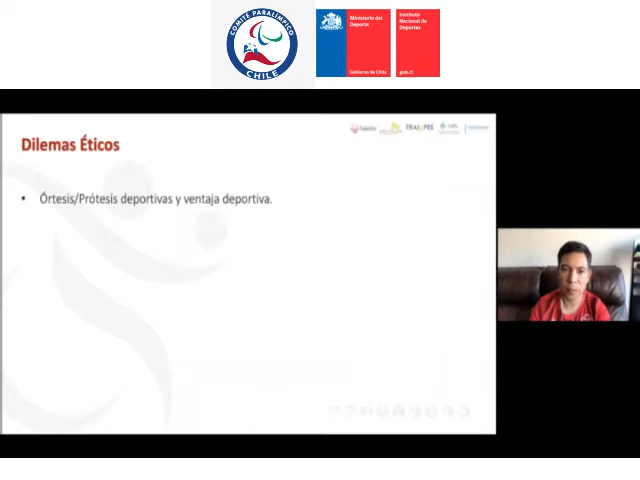 COMITÉ PARALÍMPICO
CHILE
Ministerio del
Deporte
Gobierno de Chile
Instituto
Nacional de
Deportes
gob.cl
Dilemas Éticos
• Órtesis/Prótesis deportivas y ventaja deportiva.